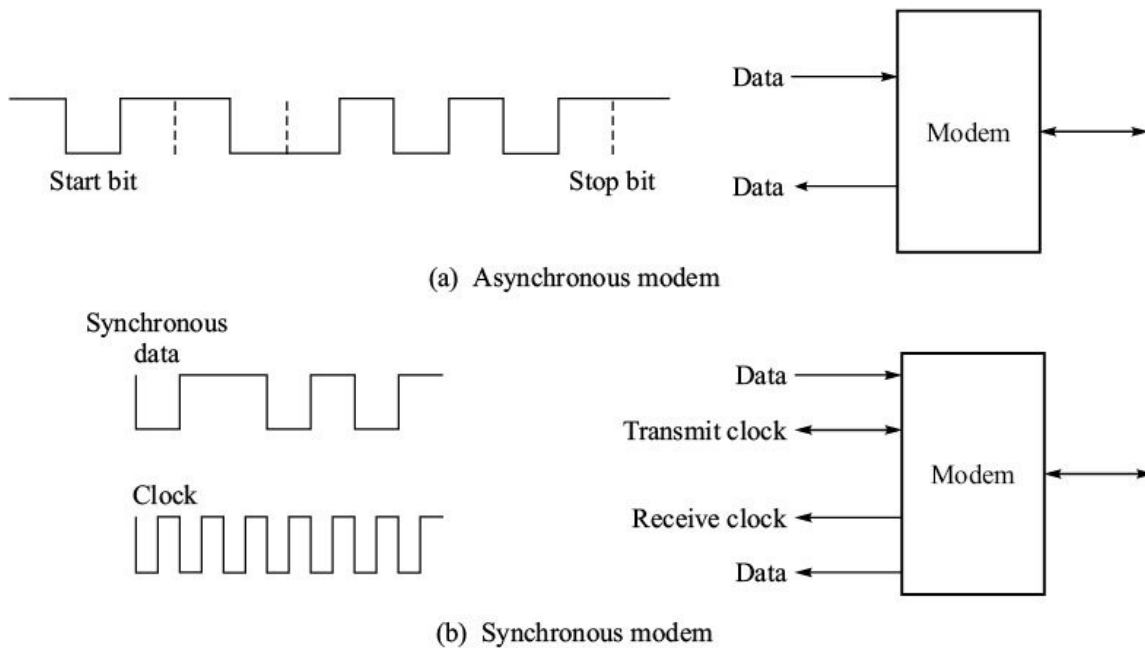 Data
Modem
Data
Start bit
Stop bit
(a) Asynchronous modem
Synchronous
data
Data
Transmit clock
Modem
Clock
Receive clock
Data
(b) Synchronous modem